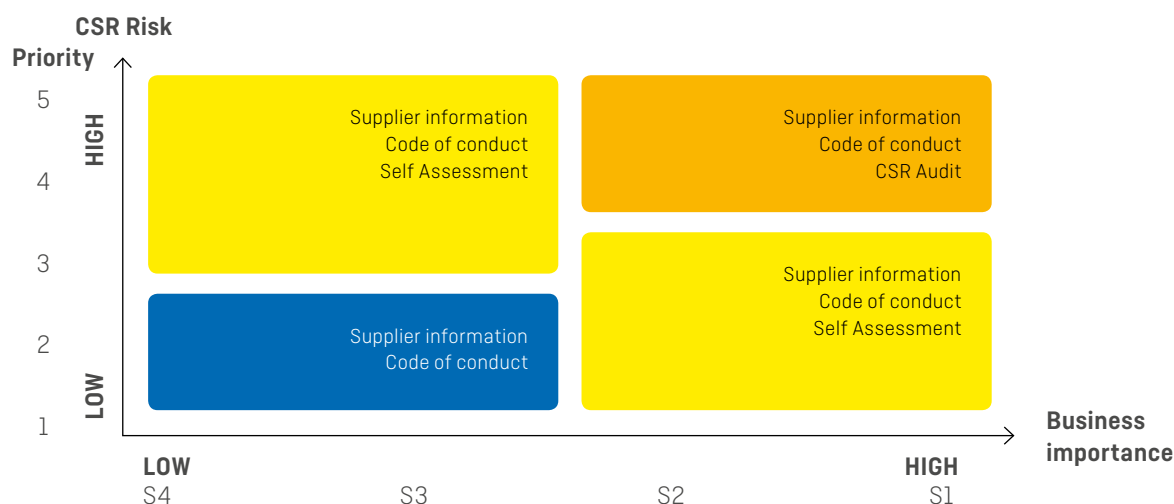 CSR Risk
Priority
5
4
3
2
1
HIGH
LOW
Supplier information
Code of conduct
Self Assessment
Supplier information
Code of conduct
CSR Audit
Supplier information
Code of conduct
Supplier information
Code of conduct
Self Assessment
Business
importance
LOW
HIGH
S4
S3
S2
S1